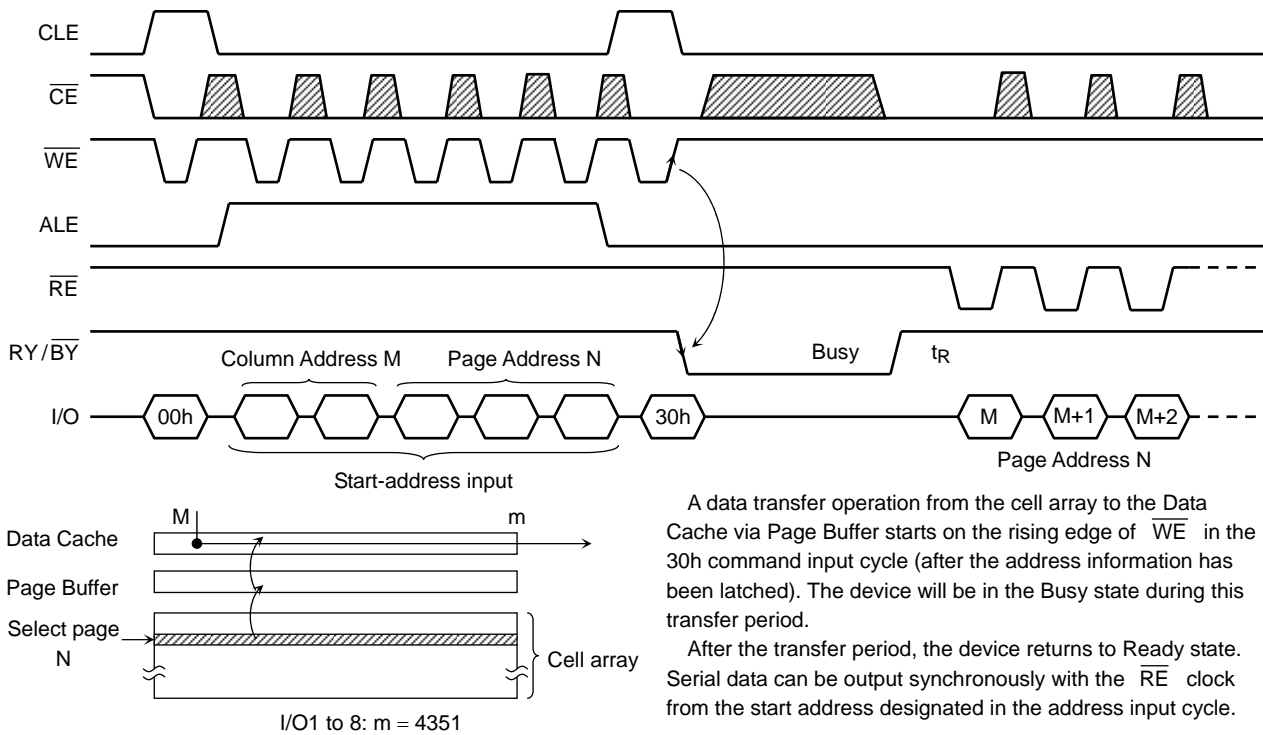 CLE
CE
WE
ALE
RE
RY/BY Busy tR
Column Address M Page Address N
I/O 00h 30h M M+1 M+2
Start-address input Page Address N
M m
Data Cache
Page Buffer
Select page
N
Cell array
I/O1 to 8: m = 4351
A data transfer operation from the cell array to the Data
Cache via Page Buffer starts on the rising edge of WE in the
30h command input cycle (after the address information has
been latched). The device will be in the Busy state during this
transfer period.
After the transfer period, the device returns to Ready state.
Serial data can be output synchronously with the RE clock
from the start address designated in the address input cycle.